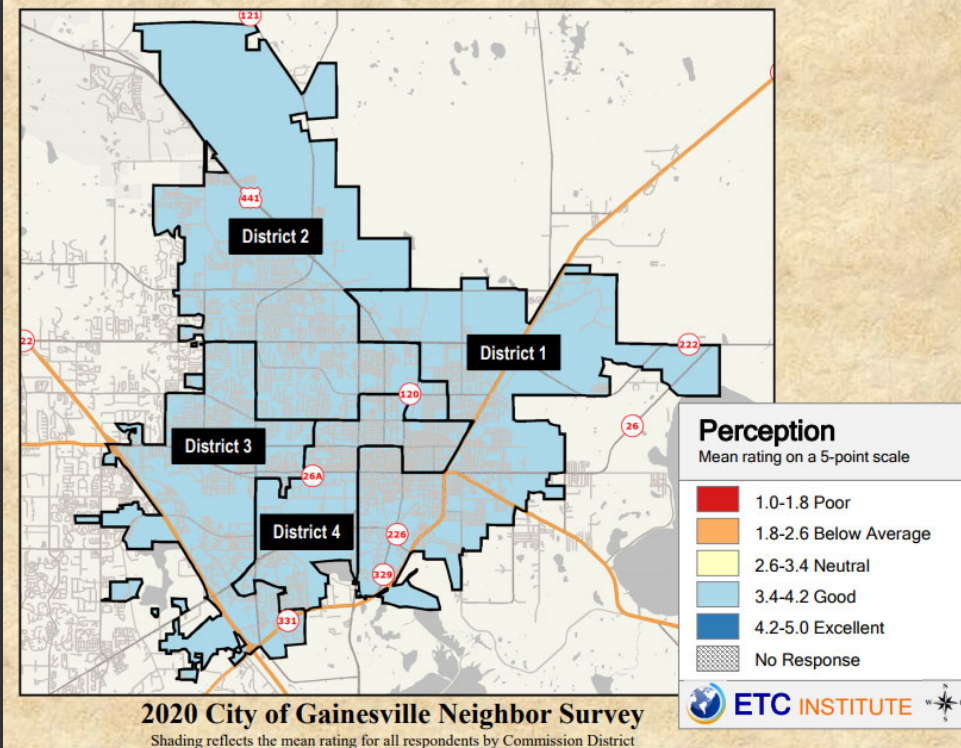 121
441
District 2
District 1
222
22
120
Perception
Mean rating on a 5-point scale
26
District 3
26A
1.0-1.8 Poor
District 4
226
1.8-2.6 Below Average
2.6-3.4 Neutral
329
3.4-4.2 Good
331
4.2-5.0 Excellent
No Response
ETC INSTITUTE
N
W
S
2020 City of Gainesville Neighbor Survey
Shading reflects the mean rating for all respondents by Commission District